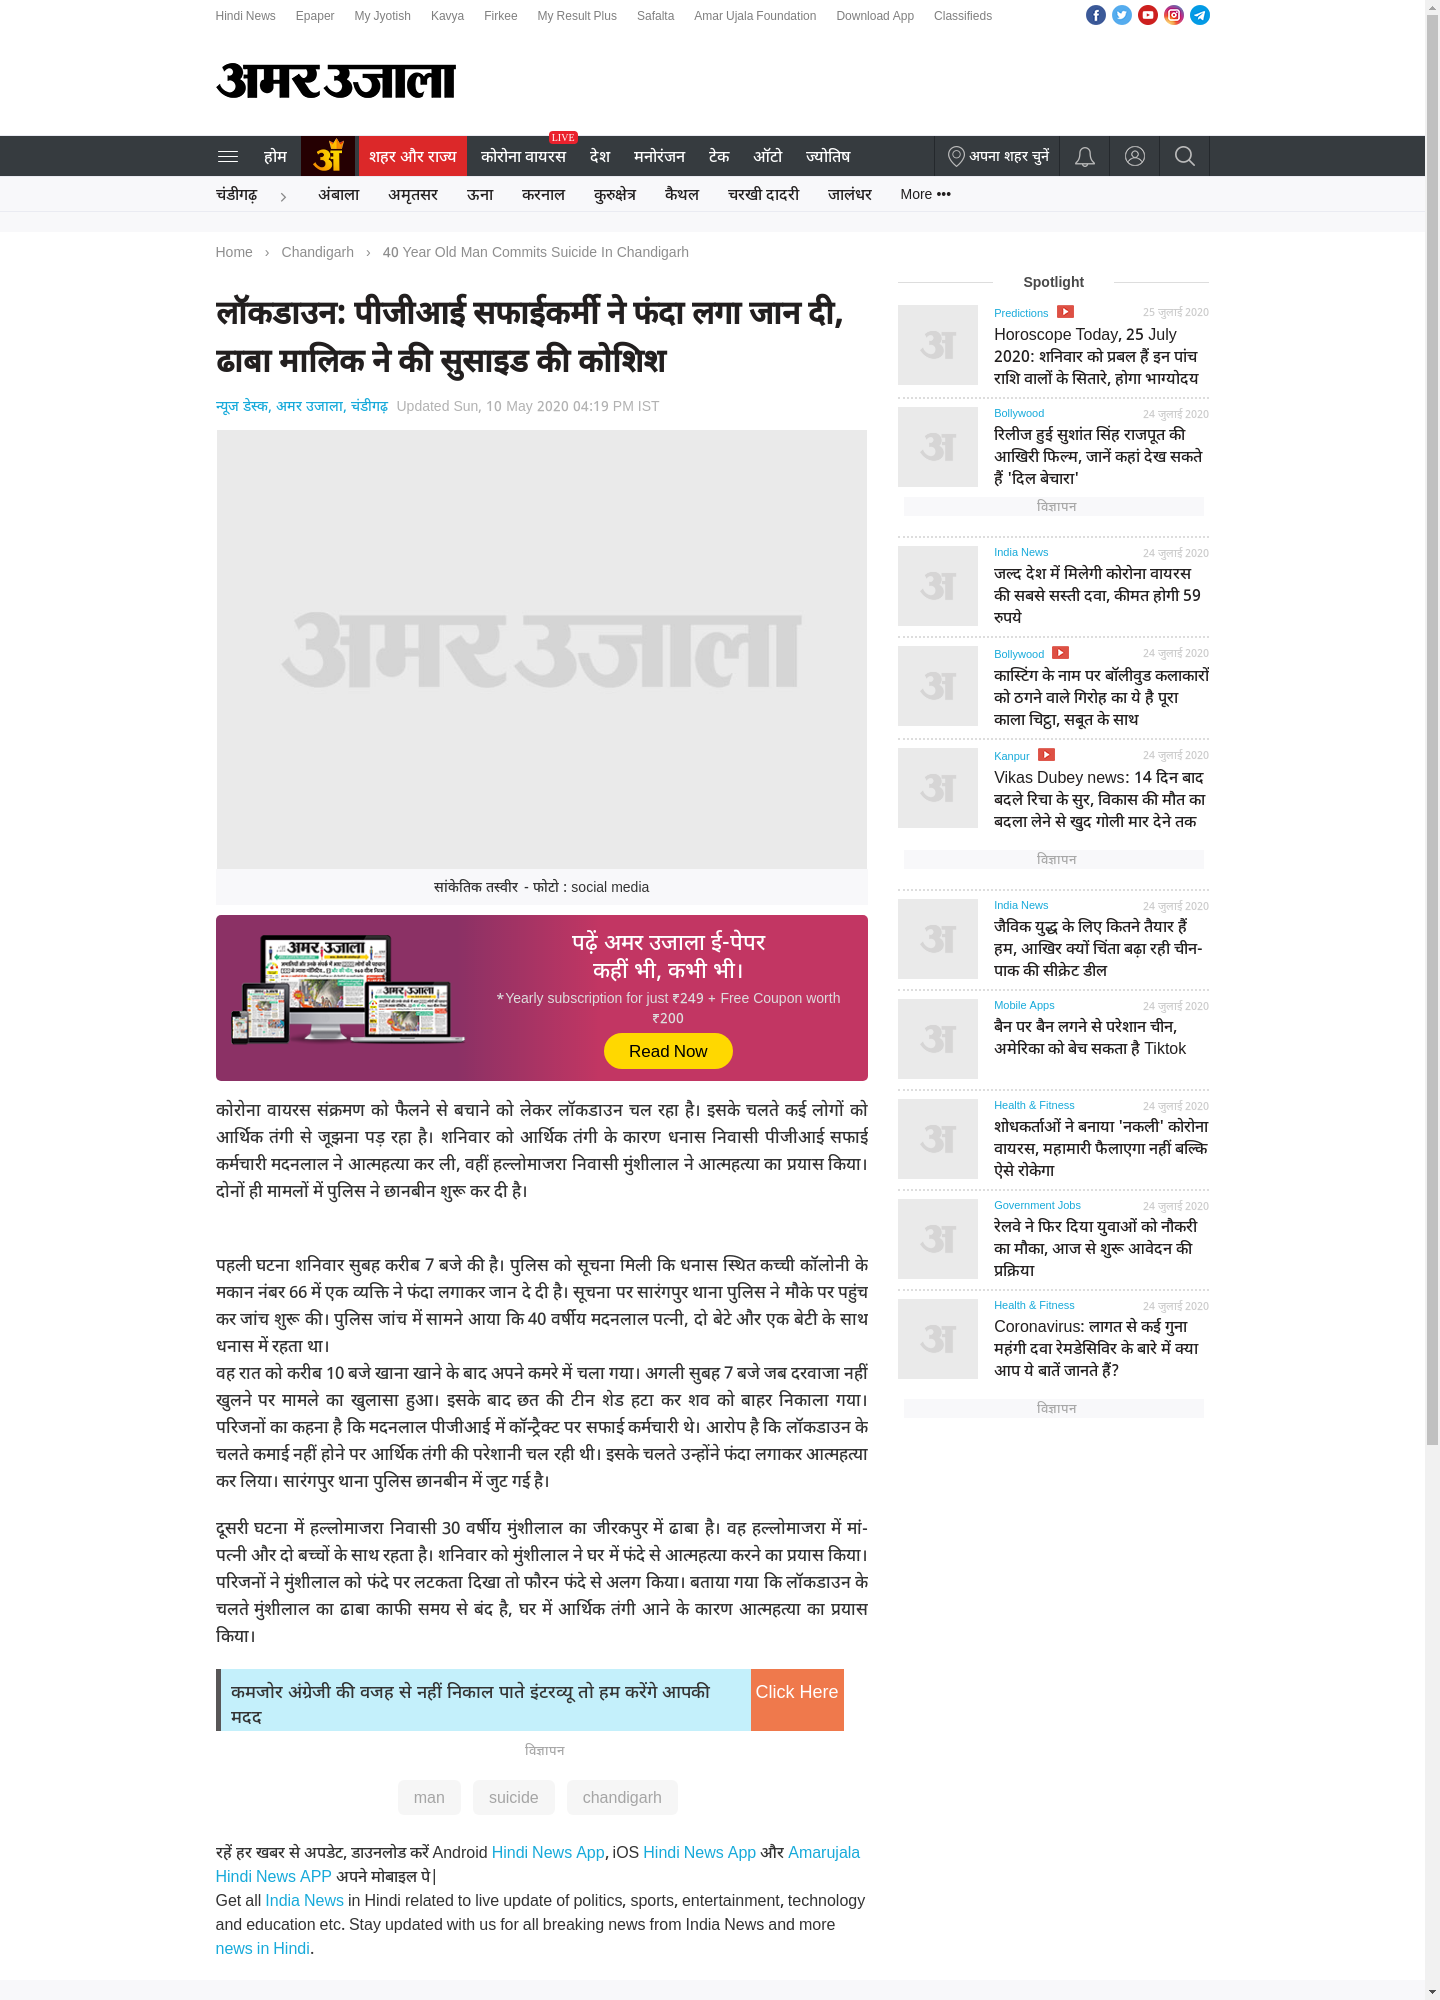 Hindi News Epaper My Jyotish Kavya Firkee My Result Plus Safalta Amar Ujala Foundation Download App Classifieds
अमर उजाला
LIVE
होम शहर और राज्य कोरोना वायरस देश मनोरंजन टेक ऑटो ज्योतिष अपना शहर चुनें
चंडीगढ़ अंबाला अमृतसर ऊना करनाल कुरुक्षेत्र कैथल चरखी दादरी जालंधर More •••
Home › Chandigarh › 40 Year Old Man Commits Suicide In Chandigarh
लॉकडाउन: पीजीआई सफाईकर्मी ने फंदा लगा जान दी,
ढाबा मालिक ने की सुसाइड की कोशिश
न्यूज डेस्क, अमर उजाला, चंडीगढ़ Updated Sun, 10 May 2020 04:19 PM IST
अमर उजाला
सांकेतिक तस्वीर - फोटो : social media
अमर उजाला
पढ़ें अमर उजाला ई-पेपर
कहीं भी, कभी भी।
*Yearly subscription for just ₹249 + Free Coupon worth
₹200
Read Now
कोरोना वायरस संक्रमण को फैलने से बचाने को लेकर लॉकडाउन चल रहा है। इसके चलते कई लोगों को
आर्थिक तंगी से जूझना पड़ रहा है। शनिवार को आर्थिक तंगी के कारण धनास निवासी पीजीआई सफाई
कर्मचारी मदनलाल ने आत्महत्या कर ली, वहीं हल्लोमाजरा निवासी मुंशीलाल ने आत्महत्या का प्रयास किया।
दोनों ही मामलों में पुलिस ने छानबीन शुरू कर दी है।
पहली घटना शनिवार सुबह करीब 7 बजे की है। पुलिस को सूचना मिली कि धनास स्थित कच्ची कॉलोनी के
मकान नंबर 66 में एक व्यक्ति ने फंदा लगाकर जान दे दी है। सूचना पर सारंगपुर थाना पुलिस ने मौके पर पहुंच
कर जांच शुरू की। पुलिस जांच में सामने आया कि 40 वर्षीय मदनलाल पत्नी, दो बेटे और एक बेटी के साथ
धनास में रहता था।
वह रात को करीब 10 बजे खाना खाने के बाद अपने कमरे में चला गया। अगली सुबह 7 बजे जब दरवाजा नहीं
खुलने पर मामले का खुलासा हुआ। इसके बाद छत की टीन शेड हटा कर शव को बाहर निकाला गया।
परिजनों का कहना है कि मदनलाल पीजीआई में कॉन्ट्रैक्ट पर सफाई कर्मचारी थे। आरोप है कि लॉकडाउन के
चलते कमाई नहीं होने पर आर्थिक तंगी की परेशानी चल रही थी। इसके चलते उन्होंने फंदा लगाकर आत्महत्या
कर लिया। सारंगपुर थाना पुलिस छानबीन में जुट गई है।
दूसरी घटना में हल्लोमाजरा निवासी 30 वर्षीय मुंशीलाल का जीरकपुर में ढाबा है। वह हल्लोमाजरा में मां-
पत्नी और दो बच्चों के साथ रहता है। शनिवार को मुंशीलाल ने घर में फंदे से आत्महत्या करने का प्रयास किया।
परिजनों ने मुंशीलाल को फंदे पर लटकता दिखा तो फौरन फंदे से अलग किया। बताया गया कि लॉकडाउन के
चलते मुंशीलाल का ढाबा काफी समय से बंद है, घर में आर्थिक तंगी आने के कारण आत्महत्या का प्रयास
किया।
कमजोर अंग्रेजी की वजह से नहीं निकाल पाते इंटरव्यू तो हम करेंगे आपकी
मदद
Click Here
विज्ञापन
man suicide chandigarh
रहें हर खबर से अपडेट, डाउनलोड करें Android Hindi News App, iOS Hindi News App और Amarujala
Hindi News APP अपने मोबाइल पे|
Get all India News in Hindi related to live update of politics, sports, entertainment, technology
and education etc. Stay updated with us for all breaking news from India News and more
news in Hindi.
Spotlight
Predictions 25 जुलाई 2020
Horoscope Today, 25 July
2020: शनिवार को प्रबल हैं इन पांच
राशि वालों के सितारे, होगा भाग्योदय
Bollywood 24 जुलाई 2020
रिलीज हुई सुशांत सिंह राजपूत की
आखिरी फिल्म, जानें कहां देख सकते
हैं 'दिल बेचारा'
विज्ञापन
India News 24 जुलाई 2020
जल्द देश में मिलेगी कोरोना वायरस
की सबसे सस्ती दवा, कीमत होगी 59
रुपये
Bollywood 24 जुलाई 2020
कास्टिंग के नाम पर बॉलीवुड कलाकारों
को ठगने वाले गिरोह का ये है पूरा
काला चिट्ठा, सबूत के साथ
Kanpur 24 जुलाई 2020
Vikas Dubey news: 14 दिन बाद
बदले रिचा के सुर, विकास की मौत का
बदला लेने से खुद गोली मार देने तक
विज्ञापन
India News 24 जुलाई 2020
जैविक युद्ध के लिए कितने तैयार हैं
हम, आखिर क्यों चिंता बढ़ा रही चीन-
पाक की सीक्रेट डील
Mobile Apps 24 जुलाई 2020
बैन पर बैन लगने से परेशान चीन,
अमेरिका को बेच सकता है Tiktok
Health & Fitness 24 जुलाई 2020
शोधकर्ताओं ने बनाया 'नकली' कोरोना
वायरस, महामारी फैलाएगा नहीं बल्कि
ऐसे रोकेगा
Government Jobs 24 जुलाई 2020
रेलवे ने फिर दिया युवाओं को नौकरी
का मौका, आज से शुरू आवेदन की
प्रक्रिया
Health & Fitness 24 जुलाई 2020
Coronavirus: लागत से कई गुना
महंगी दवा रेमडेसिविर के बारे में क्या
आप ये बातें जानते हैं?
विज्ञापन